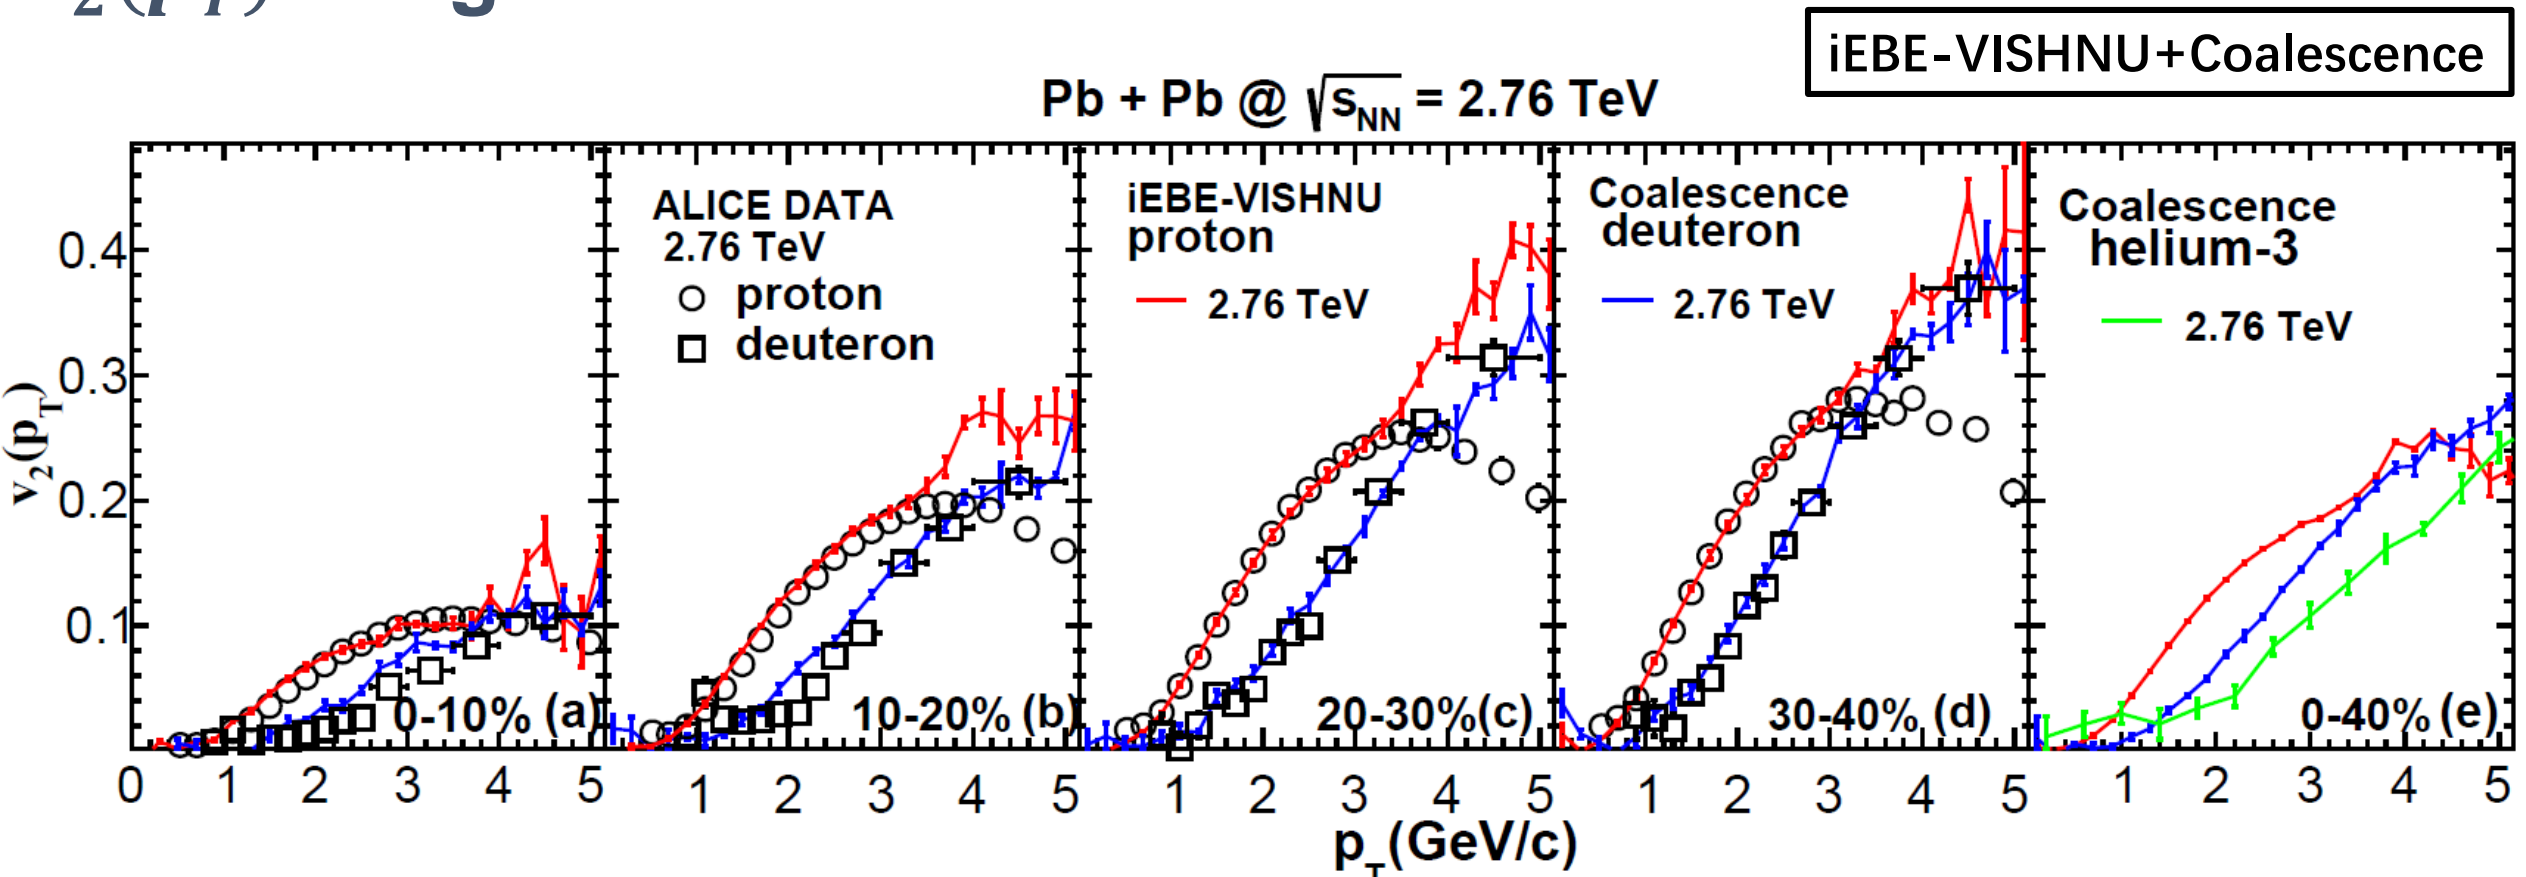 iEBE-VISHNU+Coalescence
Pb + Pb @ √sNN = 2.76 TeV
ALICE DATA
2.76 TeV
proton
deuteron
iEBE-VISHNU
proton
2.76 TeV
Coalescence
deuteron
2.76 TeV
Coalescence
helium-3
2.76 TeV
v2(pT)
0.4
0.3
0.2
0.1
0-10% (a)
10-20% (b)
20-30%(c)
30-40% (d)
0-40% (e)
0 1 2 3 4 5
1 2 3 4 5
1 2 3 4 5
1 2 3 4 5
1 2 3 4 5
pT(GeV/c)